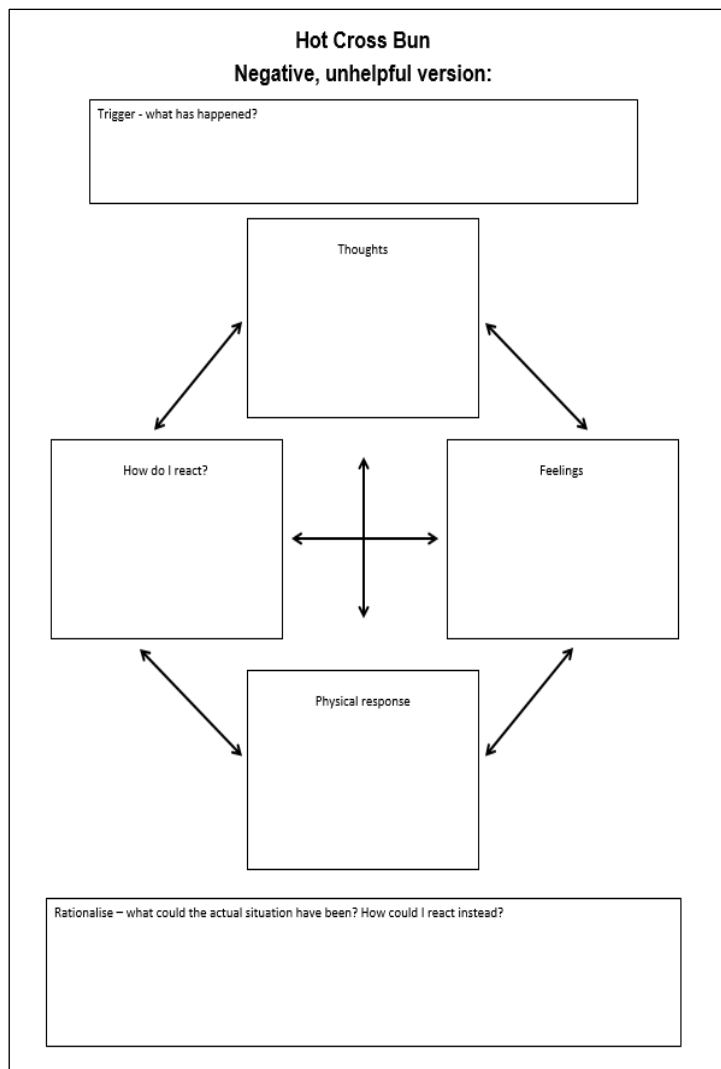 Hot Cross Bun
Negative, unhelpful version:
Trigger - what has happened?
Thoughts
How do I react?
Feelings
Physical response
Rationalise – what could the actual situation have been? How could I react instead?